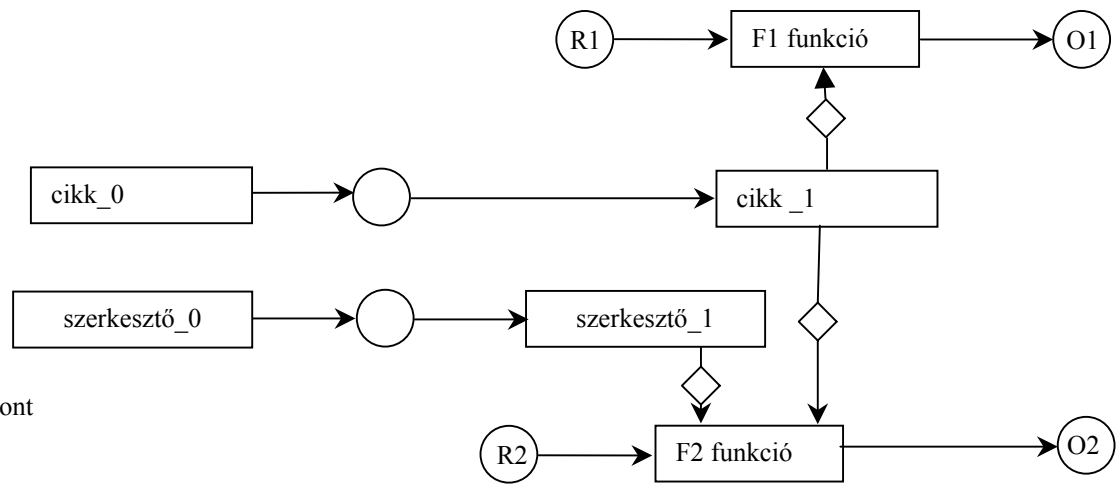 R1
F1 funkció
O1
cikk_0
cikk _1
szerkesztő_0
szerkesztő_1
ont
R2
F2 funkció
O2